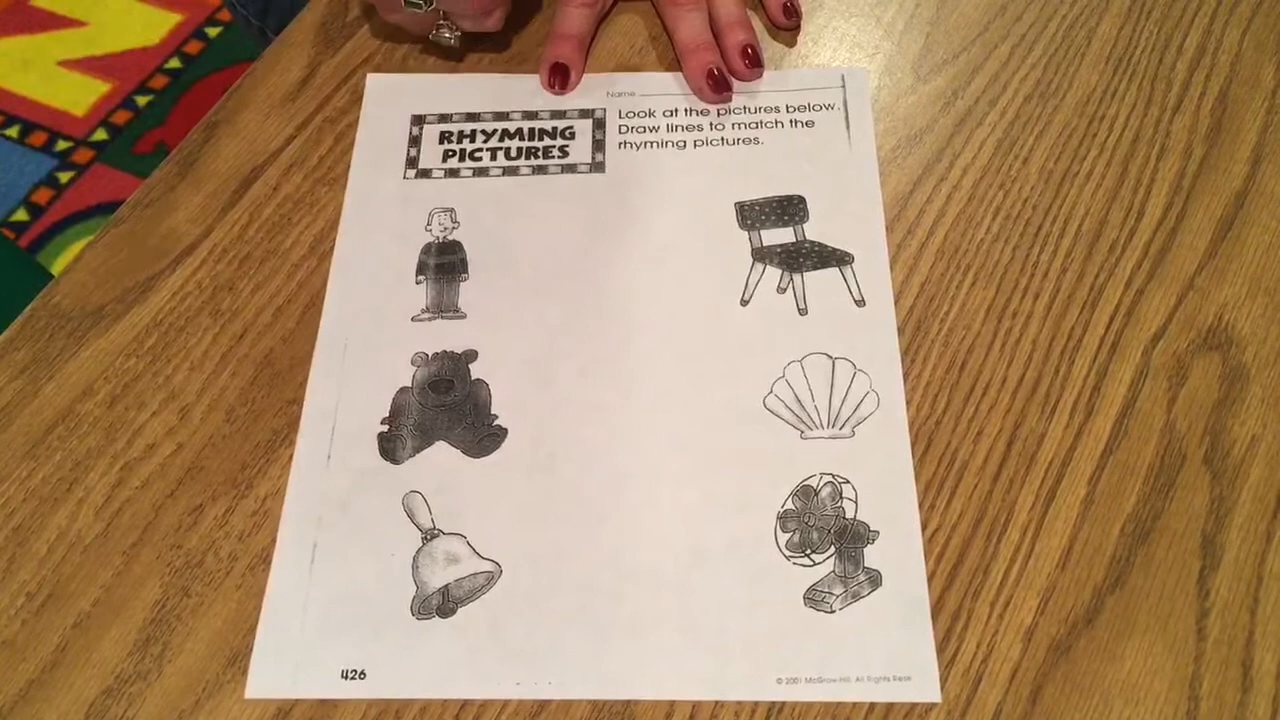 Name
RHYMING
PICTURES
Look at the pictures below.
Draw lines to match the
rhyming pictures.
426
© 2001 McGraw-Hill. All Rights Rese